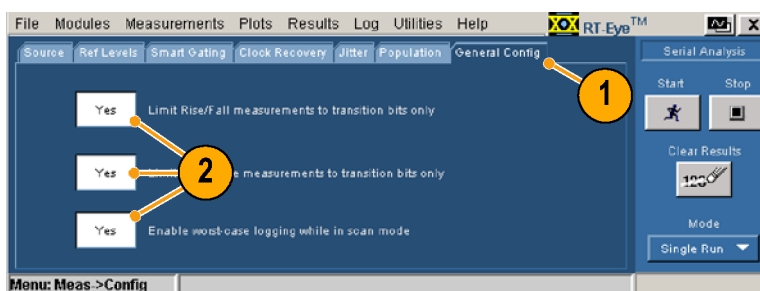 File Modules Measurements Plots Results Log Utilities Help RT-Eye™ X
Source Ref Levels Smart Gating Clock Recovery Jitter Population General Config Serial Analysis
1
Start Stop
Yes Limit Rise/Fall measurements to transition bits only
Clear Results
Yes 2 measurements to transition bits only
123
Yes Enable worst-case logging while in scan mode
Mode
Single Run
Menu: Meas->Config